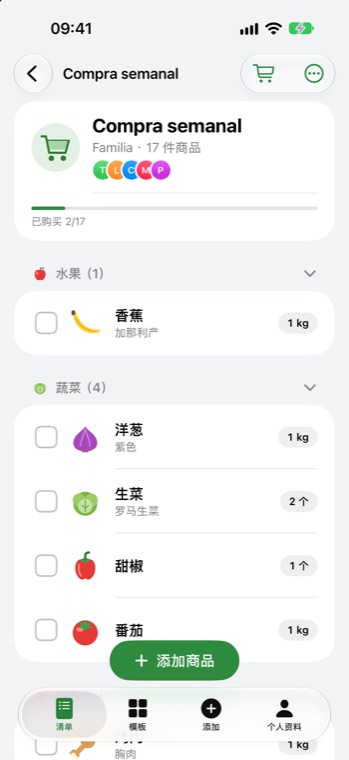 09:41
Compra semanal
Compra semanal
Familia · 17 件商品
T L C M P
已购买 2/17
水果 (1)
香蕉
加那利产
1 kg
蔬菜 (4)
洋葱
紫色
1 kg
生菜
罗马生菜
2 个
甜椒
1 个
番茄
1 kg
添加商品
清单
模板
添加
个人资料
胸肉
1 kg